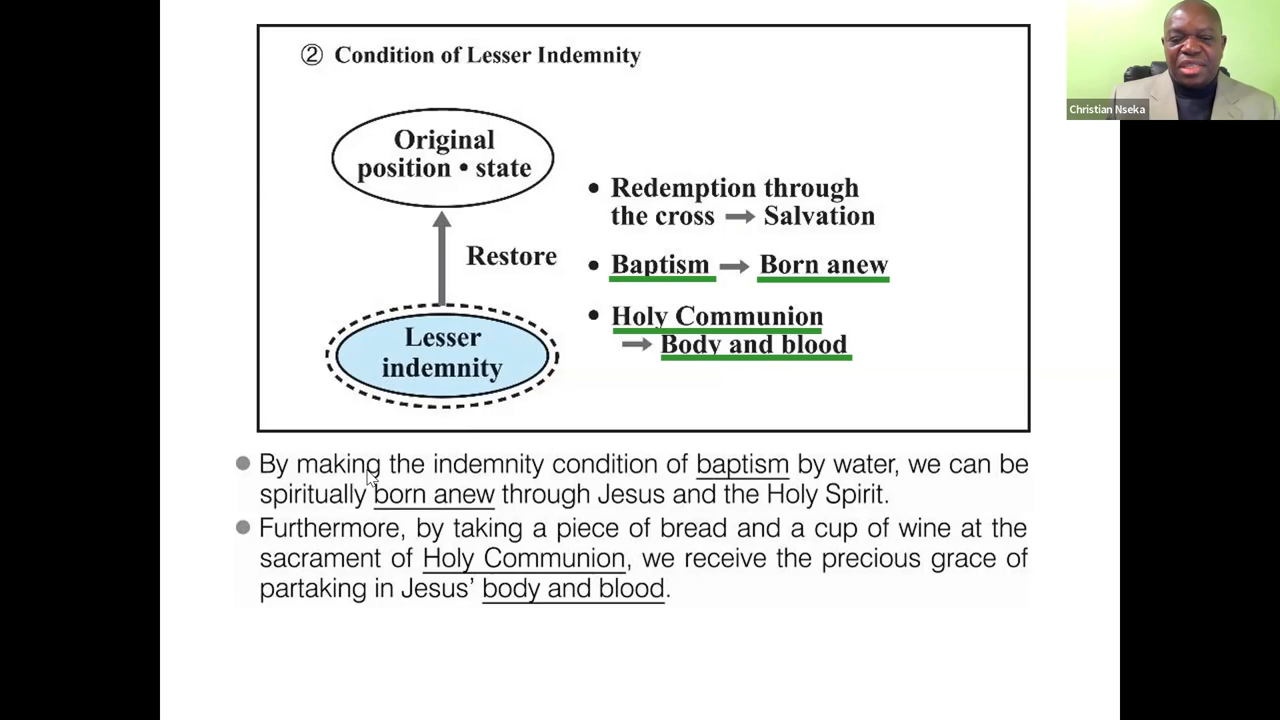 ② Condition of Lesser Indemnity
Original
position • state
Restore
Lesser
indemnity
• Redemption through
the cross → Salvation
• Baptism → Born anew
• Holy Communion
→ Body and blood
● By making the indemnity condition of baptism by water, we can be
spiritually born anew through Jesus and the Holy Spirit.
● Furthermore, by taking a piece of bread and a cup of wine at the
sacrament of Holy Communion, we receive the precious grace of
partaking in Jesus’ body and blood.
Christian Nseka